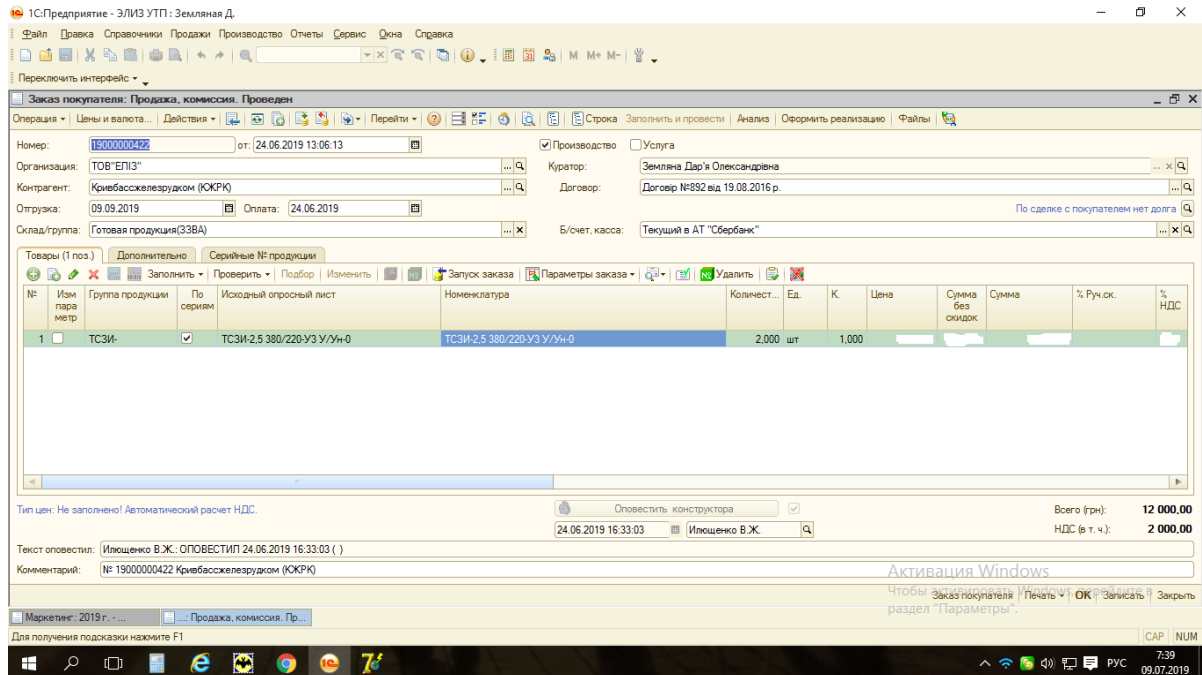 1С:Предприятие - ЭЛИЗ УТП : Земляная Д.
Файл Правка Справочники Продажи Производство Отчеты Сервис Окна Справка
M M+ M-
Переключить интерфейс
Заказ покупателя: Продажа, комиссия. Проведен
Операция Цены и валюта... Действия Перейти Строка Заполнить и провести Анализ Оформить реализацию Файлы
Номер: 19000000422 от: 24.06.2019 13:06:13 Производство Услуга
Организация: ТОВ"ЕЛІЗ" ... Куратор: Земляна Дар'я Олександрівна ...
Контрагент: Кривбассжелезрудком (ЮЖРК) ... Договор: Договір №892 від 19.08.2016 р. ...
Отгрузка: 09.09.2019 Оплата: 24.06.2019 По сделке с покупателем нет долга
Склад/группа: Готовая продукция(ЗЗВА) ... x Б/счет, касса: Текущий в АТ "Сбербанк" ... x
Товары (1 поз.) Дополнительно Серийные № продукции
Заполнить Проверить Подбор Изменить Запуск заказа Параметры заказа Удалить
№ Изм пара метр Группа продукции По сериям Исходный опросный лист Номенклатура Количест... Ед. К. Цена Сумма без скидок Сумма % Руч.ск. % НДС
1 ТСЗИ- ТСЗИ-2,5 380/220-У3 У/Ун-0 ТСЗИ-2,5 380/220-У3 У/Ун-0 2,000 шт 1,000
Тип цен: Не заполнено! Автоматический расчет НДС. Оповестить конструктора Всего (грн): 12 000,00
24.06.2019 16:33:03 Илющенко В.Ж. НДС (в т. ч.): 2 000,00
Текст оповестил: Илющенко В.Ж.: ОПОВЕСТИЛ 24.06.2019 16:33:03 ( )
Комментарий: № 19000000422 Кривбассжелезрудком (ЮЖРК)
Активация Windows
Чтобы активировать Windows, перейдите в
раздел "Параметры".
Заказ покупателя Печать ОК Записать Закрыть
Маркетинг: 2019 г. - ... ...: Продажа, комиссия. Пр...
Для получения подсказки нажмите F1 CAP NUM
РУС 7:39
09.07.2019